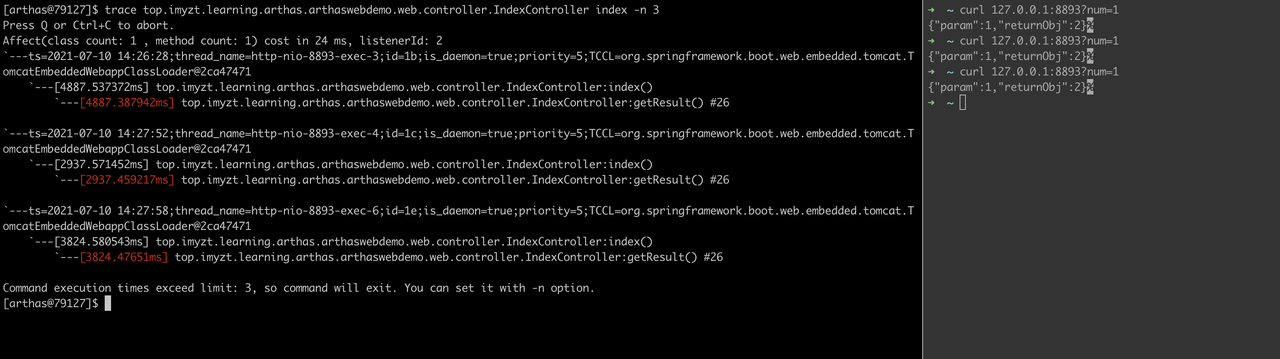 [arthas@79127]$ trace top.imyzt.learning.arthas.arthaswebdemo.web.controller.IndexController index -n 3
Press Q or Ctrl+C to abort.
Affect(class count: 1 , method count: 1) cost in 24 ms, listenerId: 2
`---ts=2021-07-10 14:26:28;thread_name=http-nio-8893-exec-3;id=1b;is_daemon=true;priority=5;TCCL=org.springframework.boot.web.embedded.tomcat.T
omcatEmbeddedWebappClassLoader@2ca47471
    `---[4887.537372ms] top.imyzt.learning.arthas.arthaswebdemo.web.controller.IndexController:index()
        `---[4887.387942ms] top.imyzt.learning.arthas.arthaswebdemo.web.controller.IndexController:getResult() #26
`---ts=2021-07-10 14:27:52;thread_name=http-nio-8893-exec-4;id=1c;is_daemon=true;priority=5;TCCL=org.springframework.boot.web.embedded.tomcat.T
omcatEmbeddedWebappClassLoader@2ca47471
    `---[2937.571452ms] top.imyzt.learning.arthas.arthaswebdemo.web.controller.IndexController:index()
        `---[2937.459217ms] top.imyzt.learning.arthas.arthaswebdemo.web.controller.IndexController:getResult() #26
`---ts=2021-07-10 14:27:58;thread_name=http-nio-8893-exec-6;id=1e;is_daemon=true;priority=5;TCCL=org.springframework.boot.web.embedded.tomcat.T
omcatEmbeddedWebappClassLoader@2ca47471
    `---[3824.580543ms] top.imyzt.learning.arthas.arthaswebdemo.web.controller.IndexController:index()
        `---[3824.47651ms] top.imyzt.learning.arthas.arthaswebdemo.web.controller.IndexController:getResult() #26
Command execution times exceed limit: 3, so command will exit. You can set it with -n option.
[arthas@79127]$
➜  ~ curl 127.0.0.1:8893?num=1
{"param":1,"returnObj":2}%
➜  ~ curl 127.0.0.1:8893?num=1
{"param":1,"returnObj":2}%
➜  ~ curl 127.0.0.1:8893?num=1
{"param":1,"returnObj":2}%
➜  ~